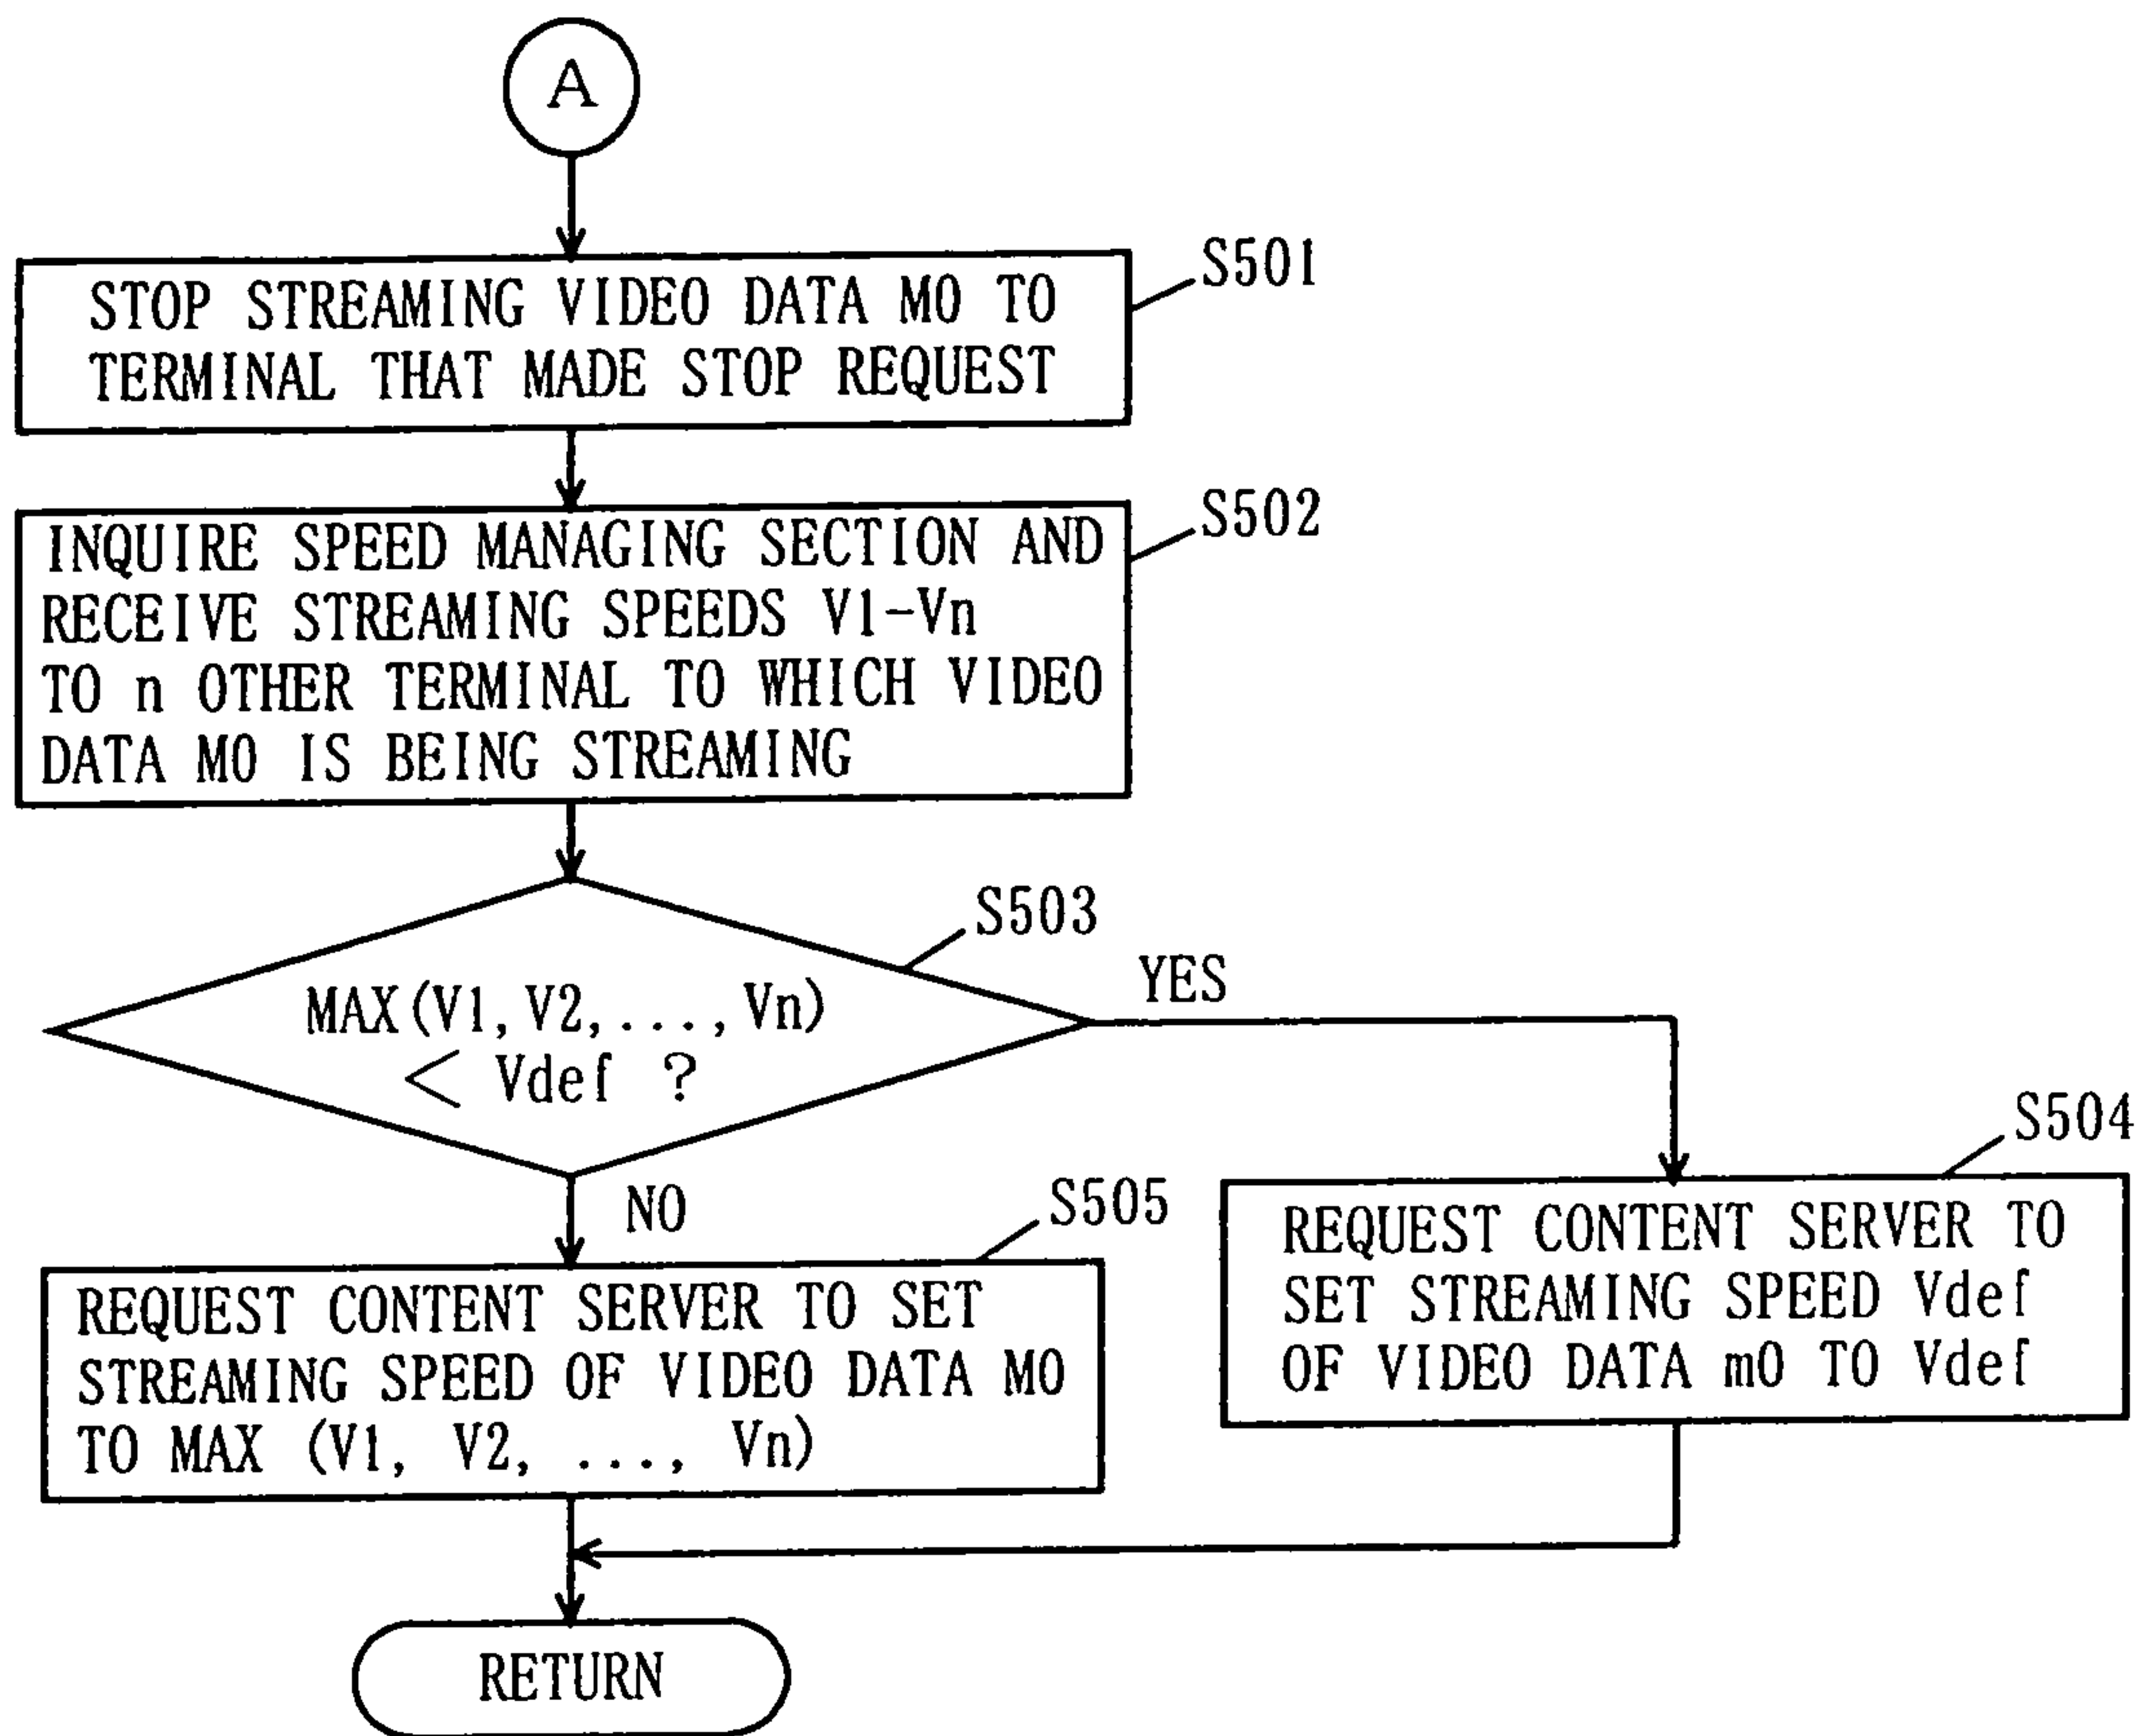 A
STOP STREAMING VIDEO DATA M0 TO
TERMINAL THAT MADE STOP REQUEST
S501
INQUIRE SPEED MANAGING SECTION AND
RECEIVE STREAMING SPEEDS V1-Vn
TO n OTHER TERMINAL TO WHICH VIDEO
DATA M0 IS BEING STREAMING
S502
S503
MAX(V1, V2, ..., Vn)
< Vdef ?
YES
NO
S504
REQUEST CONTENT SERVER TO
SET STREAMING SPEED Vdef
OF VIDEO DATA m0 TO Vdef
S505
REQUEST CONTENT SERVER TO SET
STREAMING SPEED OF VIDEO DATA M0
TO MAX (V1, V2, ..., Vn)
RETURN